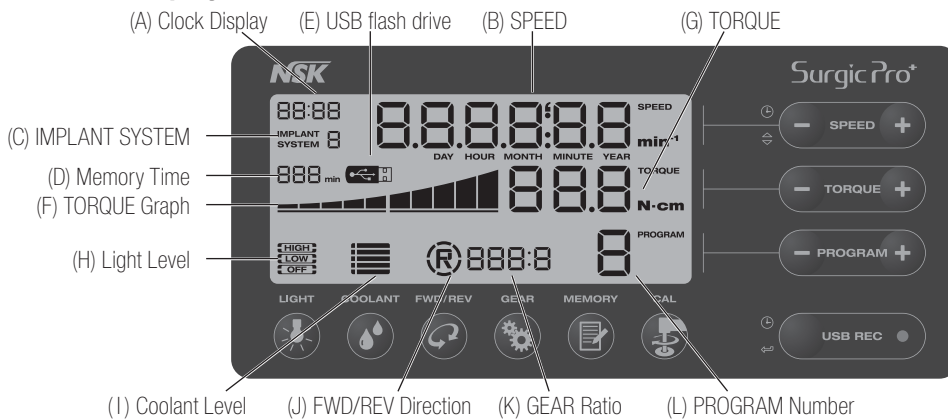 (A) Clock Display (E) USB flash drive (B) SPEED (G) TORQUE
NSK Surgic Pro+
88:88 8.8.8.8:8.8 SPEED
min-1
(C) IMPLANT SYSTEM IMPLANT SYSTEM 8
DAY HOUR MONTH MINUTE YEAR
− SPEED +
(D) Memory Time 888 min
88.8 TORQUE
N·cm
− TORQUE +
(F) TORQUE Graph
(H) Light Level HIGH
LOW
OFF
R 888:8 8 PROGRAM
− PROGRAM +
LIGHT COOLANT FWD/REV GEAR MEMORY CAL
USB REC
(I) Coolant Level (J) FWD/REV Direction (K) GEAR Ratio (L) PROGRAM Number